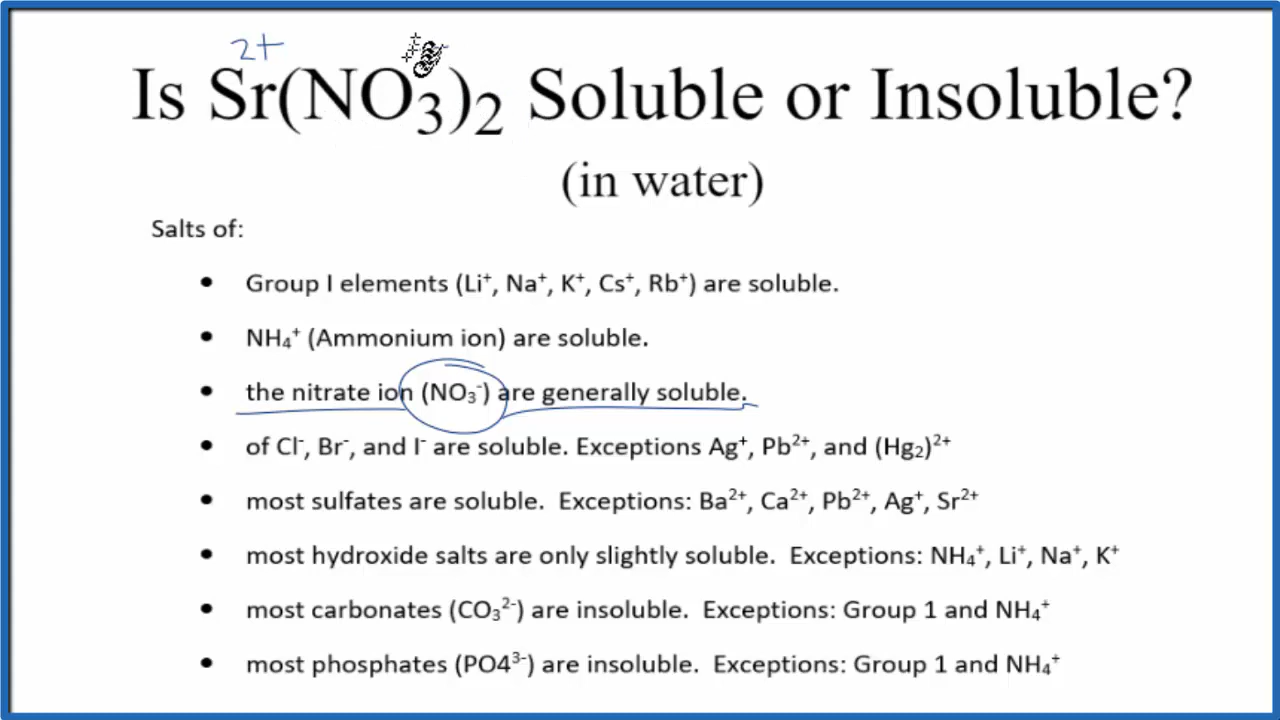 2+
Is Sr(NO₃)₂ Soluble or Insoluble?
(in water)
Salts of:
• Group I elements (Li⁺, Na⁺, K⁺, Cs⁺, Rb⁺) are soluble.
• NH₄⁺ (Ammonium ion) are soluble.
• the nitrate ion (NO₃⁻) are generally soluble.
• of Cl⁻, Br⁻, and I⁻ are soluble. Exceptions Ag⁺, Pb²⁺, and (Hg₂)²⁺
• most sulfates are soluble. Exceptions: Ba²⁺, Ca²⁺, Pb²⁺, Ag⁺, Sr²⁺
• most hydroxide salts are only slightly soluble. Exceptions: NH₄⁺, Li⁺, Na⁺, K⁺
• most carbonates (CO₃²⁻) are insoluble. Exceptions: Group 1 and NH₄⁺
• most phosphates (PO4³⁻) are insoluble. Exceptions: Group 1 and NH₄⁺